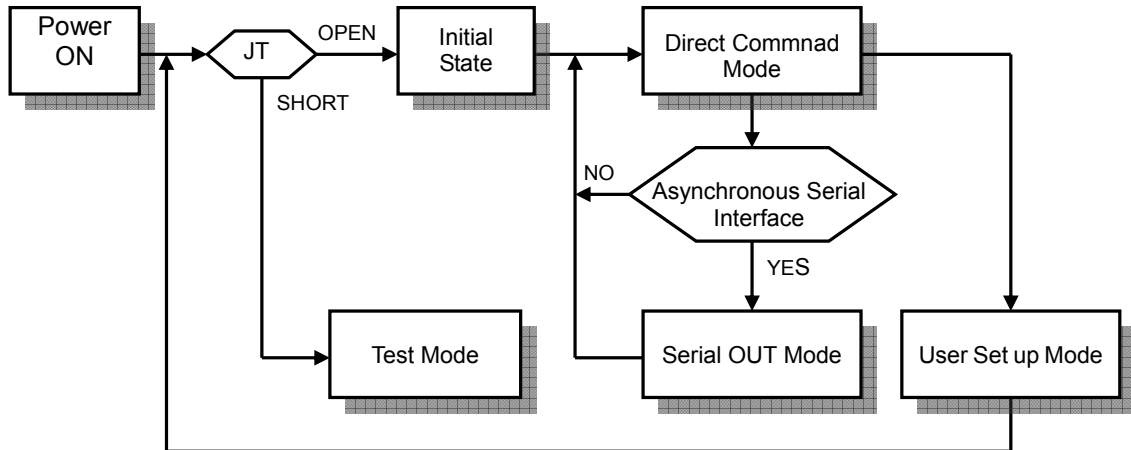 Power
ON
JT
OPEN
SHORT
Initial
State
Direct Commnad
Mode
NO
Asynchronous Serial
Interface
YES
Test Mode
Serial OUT Mode
User Set up Mode